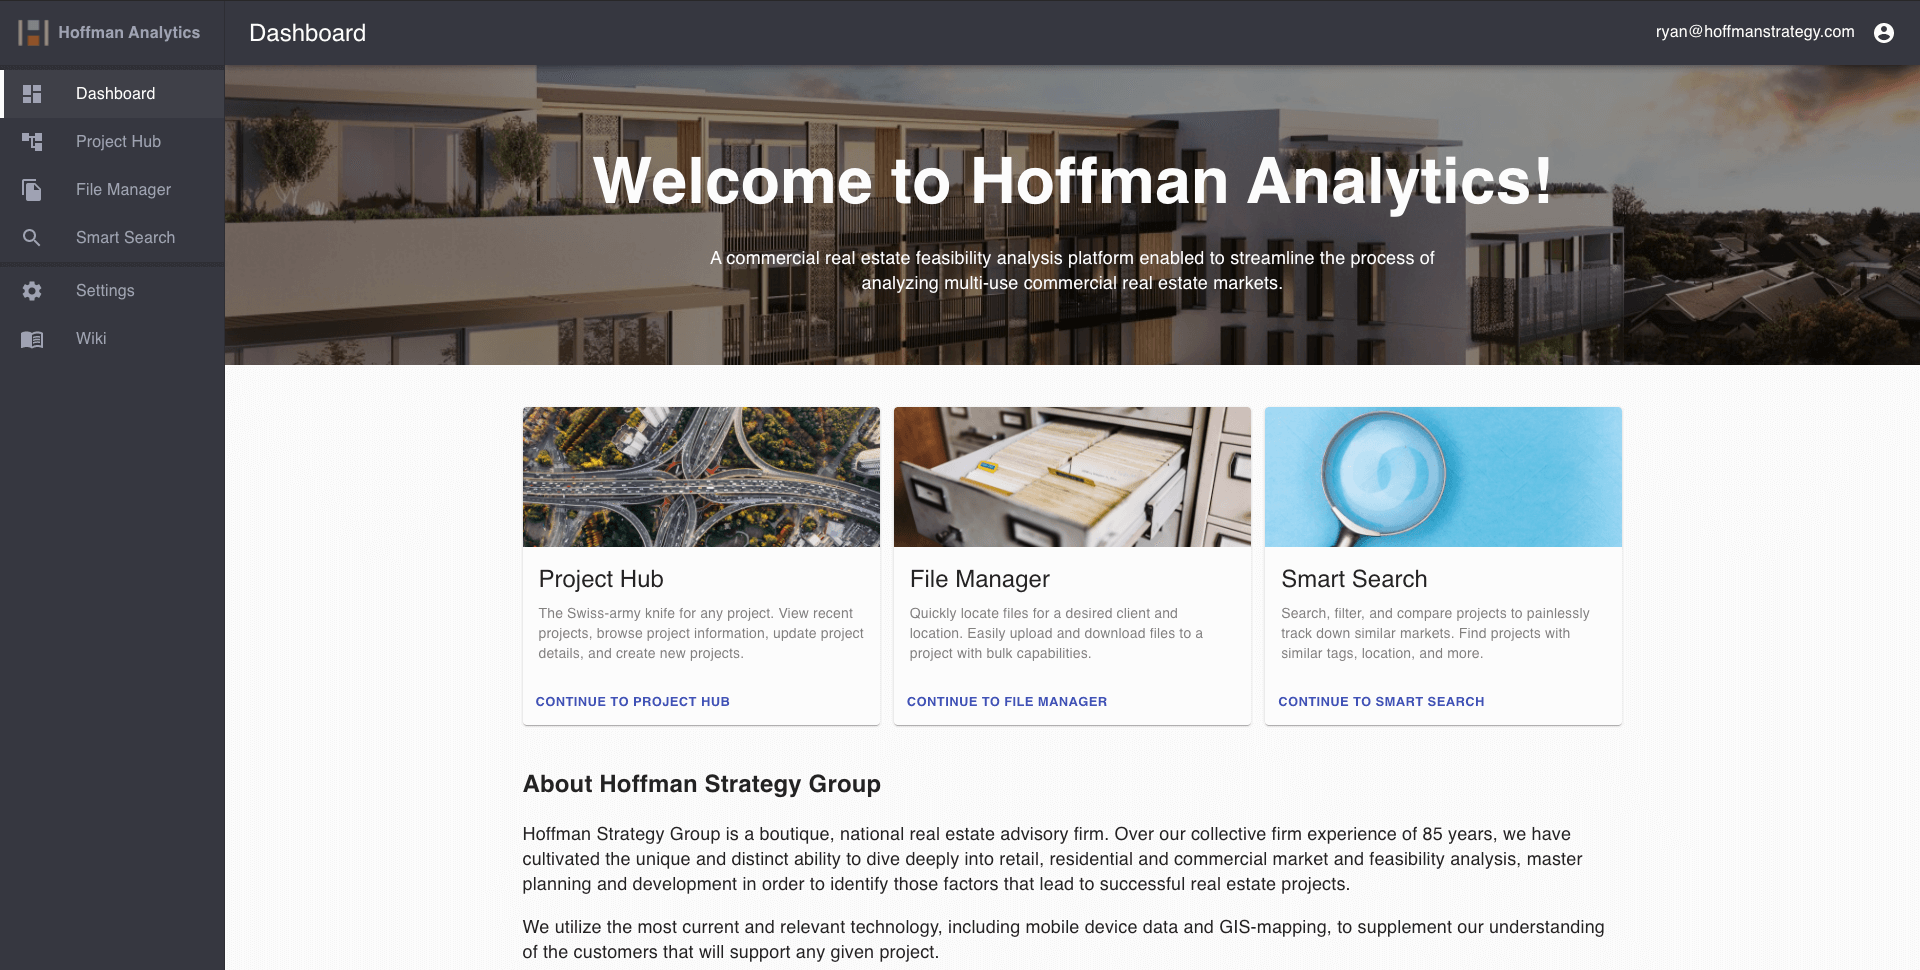 Hoffman Analytics
Dashboard
ryan@hoffmanstrategy.com
Dashboard
Project Hub
File Manager
Smart Search
Settings
Wiki
Welcome to Hoffman Analytics!
A commercial real estate feasibility analysis platform enabled to streamline the process of
analyzing multi-use commercial real estate markets.
Project Hub
The Swiss-army knife for any project. View recent
projects, browse project information, update project
details, and create new projects.
CONTINUE TO PROJECT HUB
File Manager
Quickly locate files for a desired client and
location. Easily upload and download files to a
project with bulk capabilities.
CONTINUE TO FILE MANAGER
Smart Search
Search, filter, and compare projects to painlessly
track down similar markets. Find projects with
similar tags, location, and more.
CONTINUE TO SMART SEARCH
About Hoffman Strategy Group
Hoffman Strategy Group is a boutique, national real estate advisory firm. Over our collective firm experience of 85 years, we have
cultivated the unique and distinct ability to dive deeply into retail, residential and commercial market and feasibility analysis, master
planning and development in order to identify those factors that lead to successful real estate projects.
We utilize the most current and relevant technology, including mobile device data and GIS-mapping, to supplement our understanding
of the customers that will support any given project.